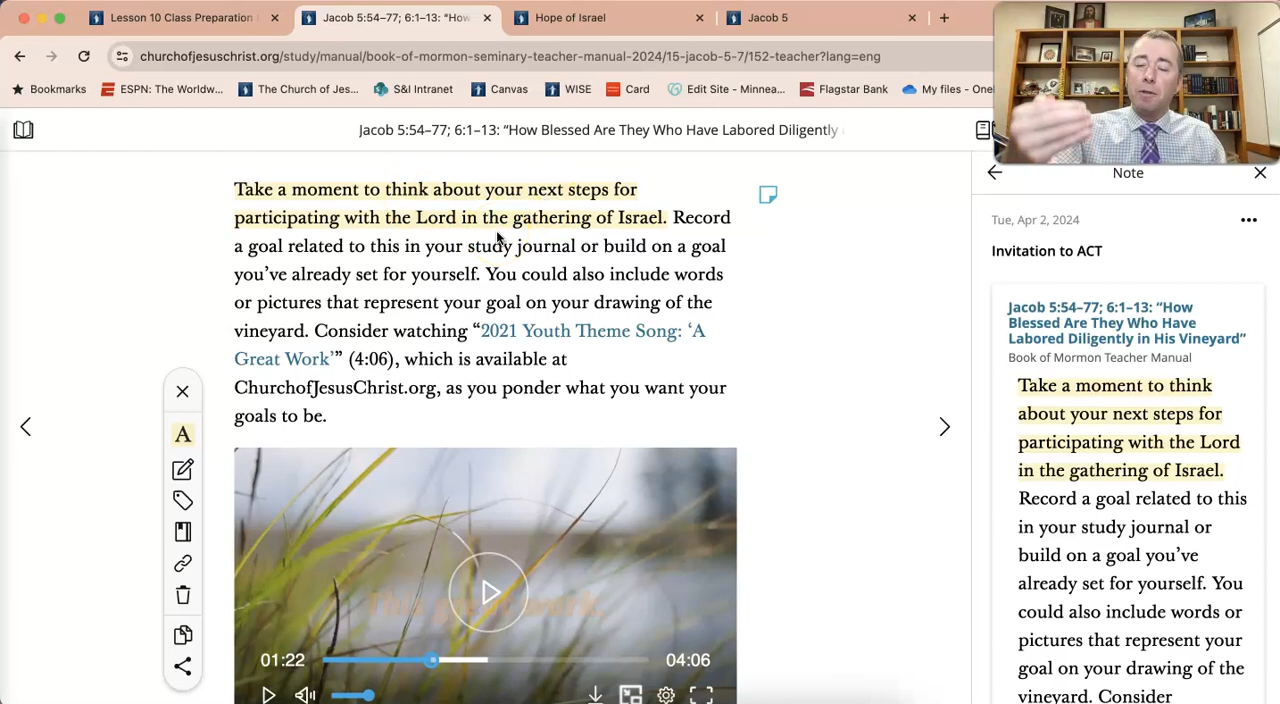 Lesson 10 Class Preparation
Jacob 5:54–77; 6:1–13: “How
Hope of Israel
Jacob 5
churchofjesuschrist.org/study/manual/book-of-mormon-seminary-teacher-manual-2024/15-jacob-5-7/152-teacher?lang=eng
Bookmarks
ESPN: The Worldw...
The Church of Jes...
S&I Intranet
Canvas
WISE
Card
Edit Site - Minnea...
Flagstar Bank
My files - One
Jacob 5:54–77; 6:1–13: “How Blessed Are They Who Have Labored Diligently
Take a moment to think about your next steps for
participating with the Lord in the gathering of Israel. Record
a goal related to this in your study journal or build on a goal
you’ve already set for yourself. You could also include words
or pictures that represent your goal on your drawing of the
vineyard. Consider watching “2021 Youth Theme Song: ‘A
Great Work’” (4:06), which is available at
ChurchofJesusChrist.org, as you ponder what you want your
goals to be.
A
This great work.
01:22
04:06
Note
Tue, Apr 2, 2024
Invitation to ACT
Jacob 5:54–77; 6:1–13: “How
Blessed Are They Who Have
Labored Diligently in His Vineyard”
Book of Mormon Teacher Manual
Take a moment to think
about your next steps for
participating with the Lord
in the gathering of Israel.
Record a goal related to this
in your study journal or
build on a goal you’ve
already set for yourself. You
could also include words or
pictures that represent your
goal on your drawing of the
vineyard. Consider